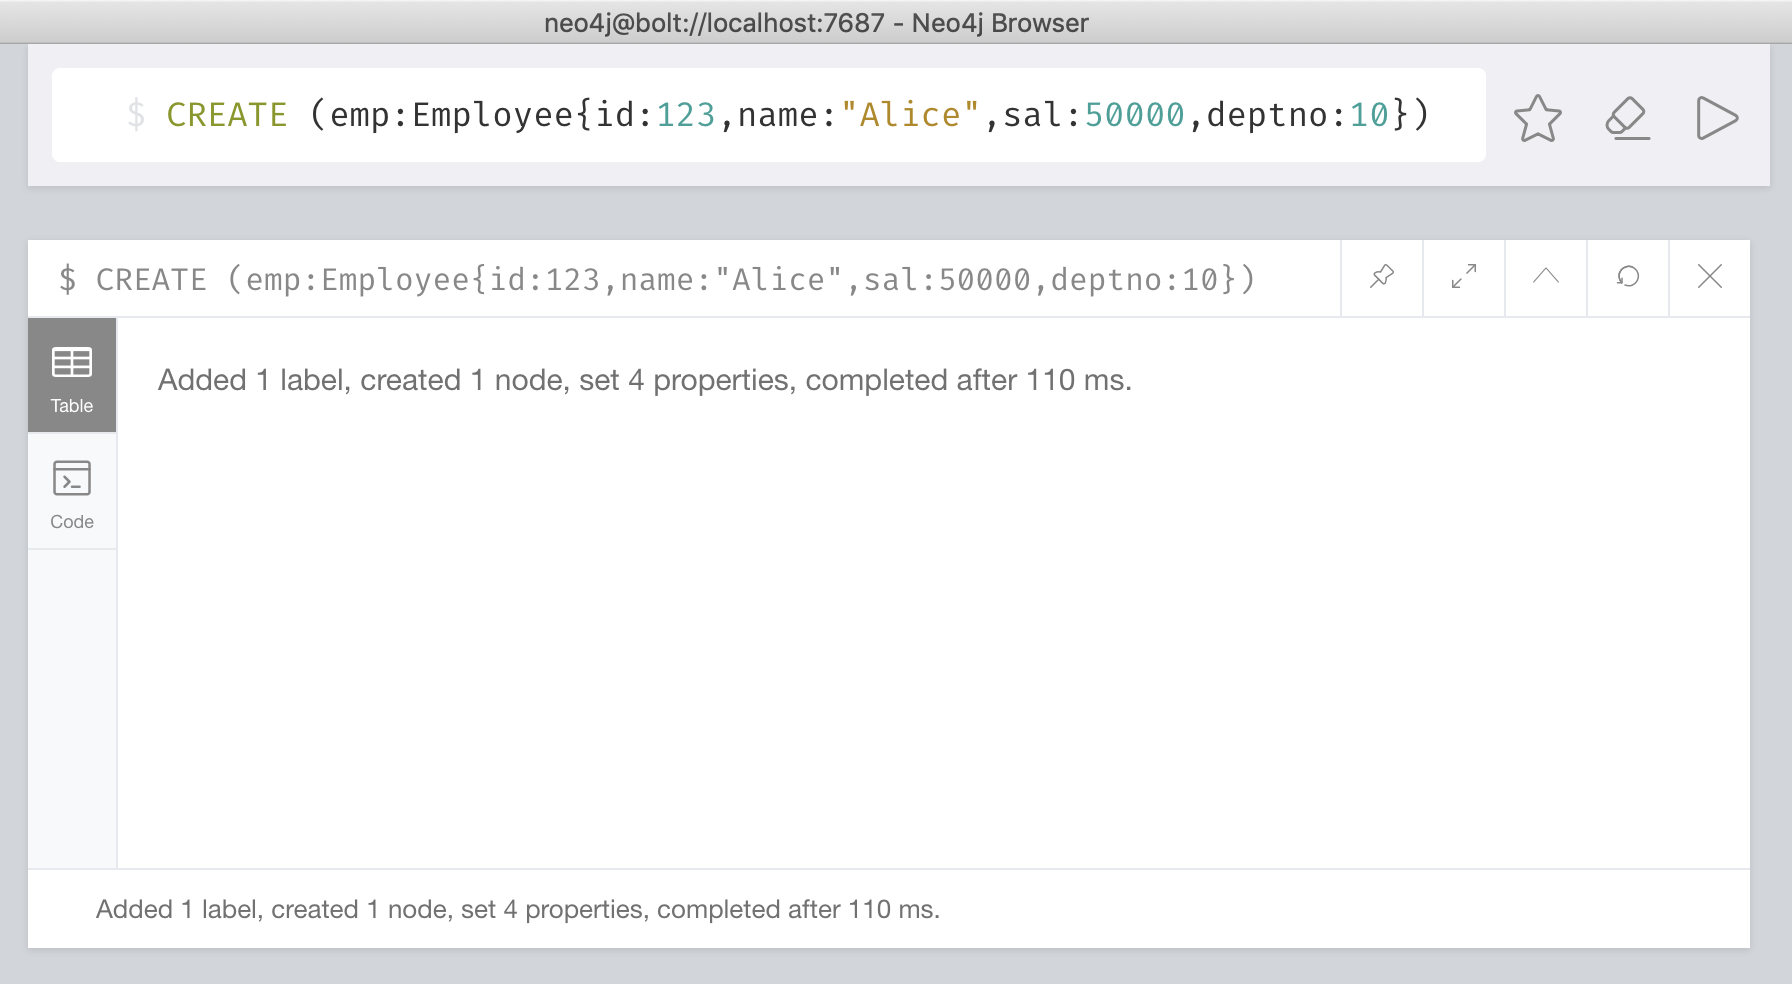 neo4j@bolt://localhost:7687 - Neo4j Browser
$ CREATE (emp:Employee{id:123,name:"Alice",sal:50000,deptno:10})
$ CREATE (emp:Employee{id:123,name:"Alice",sal:50000,deptno:10})
Table
Added 1 label, created 1 node, set 4 properties, completed after 110 ms.
Code
Added 1 label, created 1 node, set 4 properties, completed after 110 ms.